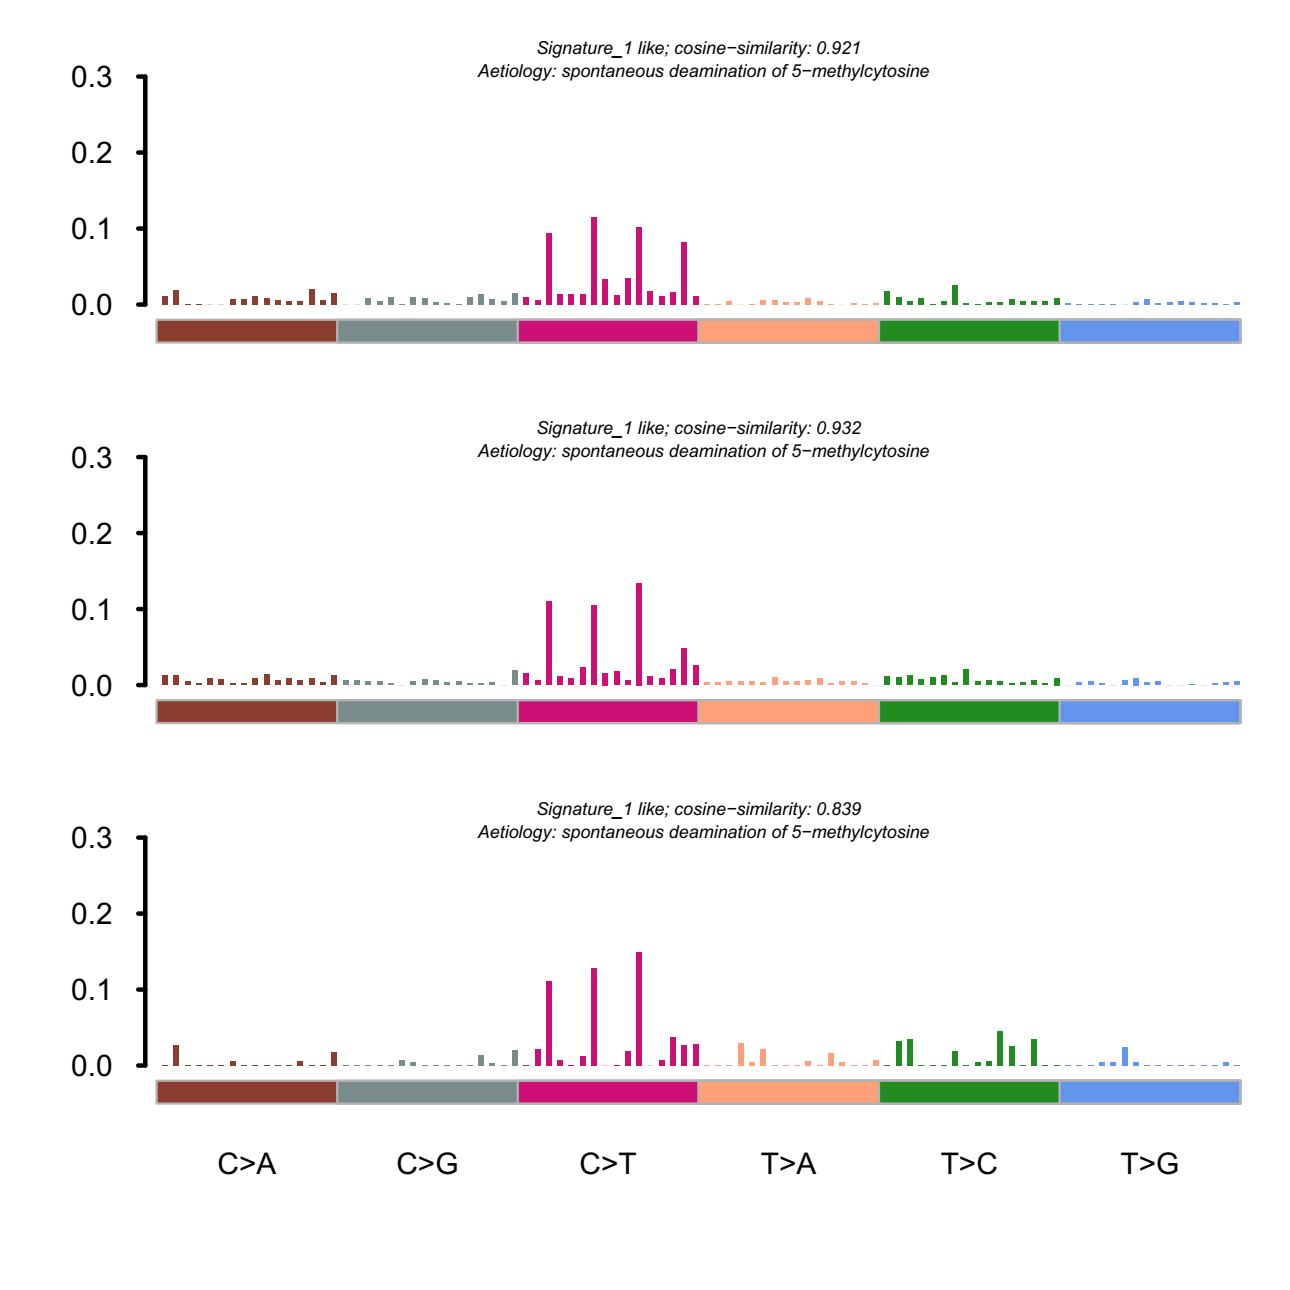 Signature_1 like; cosine−similarity: 0.921
Aetiology: spontaneous deamination of 5−methylcytosine
0.3
0.2
0.1
0.0
Signature_1 like; cosine−similarity: 0.932
Aetiology: spontaneous deamination of 5−methylcytosine
0.3
0.2
0.1
0.0
Signature_1 like; cosine−similarity: 0.839
Aetiology: spontaneous deamination of 5−methylcytosine
0.3
0.2
0.1
0.0
C>A C>G C>T T>A T>C T>G